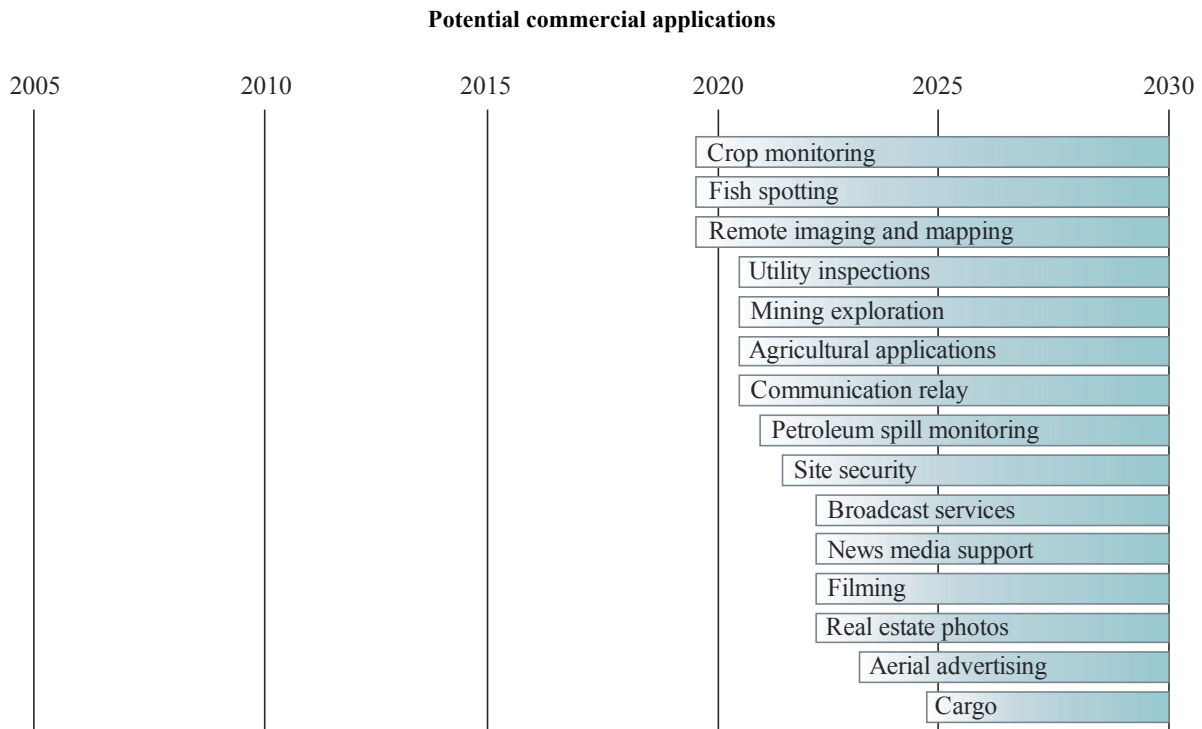 Potential commercial applications
2005 2010 2015 2020 2025 2030
Crop monitoring
Fish spotting
Remote imaging and mapping
Utility inspections
Mining exploration
Agricultural applications
Communication relay
Petroleum spill monitoring
Site security
Broadcast services
News media support
Filming
Real estate photos
Aerial advertising
Cargo